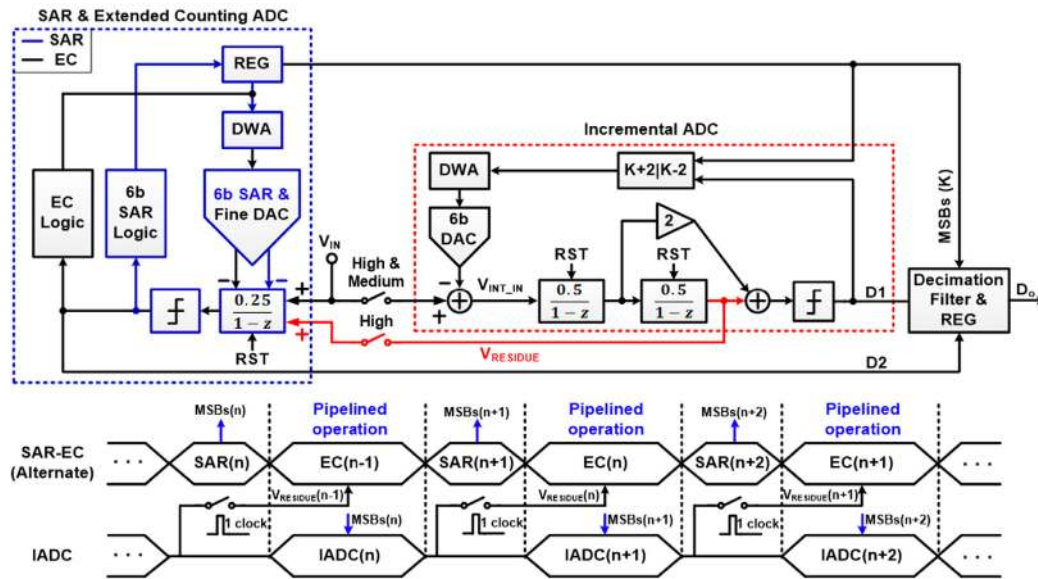 SAR & Extended Counting ADC
SAR
EC
REG
DWA
6b SAR &
Fine DAC
EC
Logic
6b
SAR
Logic
0.25
1 − z
RST
V_IN
High &
Medium
High
V_RESIDUE
Incremental ADC
DWA
K+2|K-2
6b
DAC
V_INT_IN
RST
0.5
1 − z
RST
0.5
1 − z
2
D1
D2
MSBs (K)
Decimation
Filter &
REG
D_o
SAR-EC
(Alternate)
MSBs(n)
Pipelined
operation
MSBs(n+1)
Pipelined
operation
MSBs(n+2)
Pipelined
operation
· · ·
SAR(n)
EC(n-1)
SAR(n+1)
EC(n)
SAR(n+2)
EC(n+1)
· · ·
V_RESIDUE(n-1)
V_RESIDUE(n)
V_RESIDUE(n+1)
1 clock
MSBs(n)
1 clock
MSBs(n+1)
1 clock
MSBs(n+2)
IADC
· · ·
IADC(n)
IADC(n+1)
IADC(n+2)
· · ·